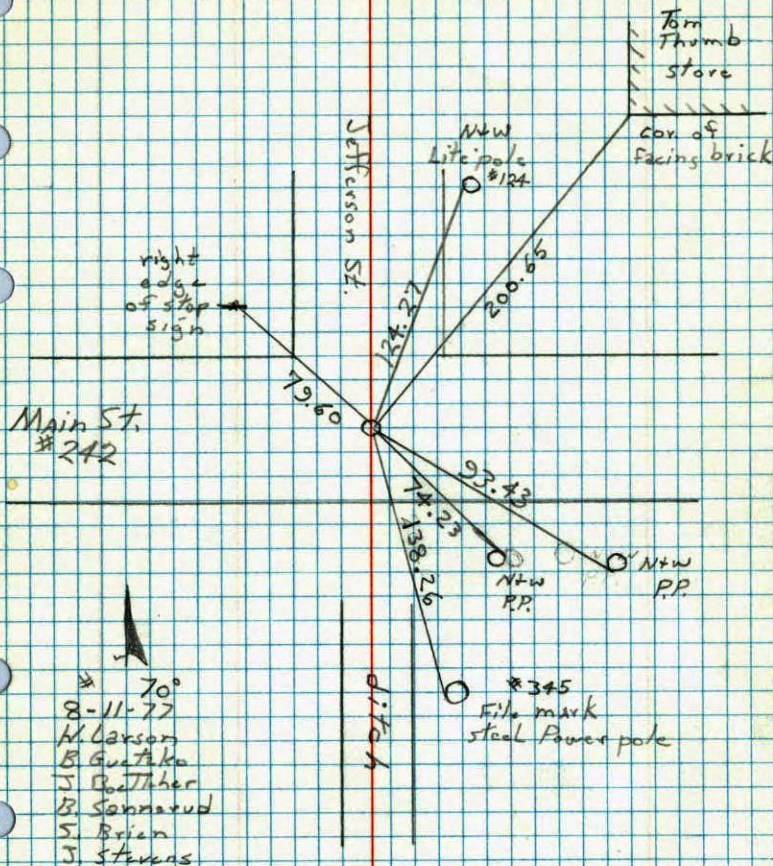 Tom
Thumb
store
cor. of
facing brick
N+W
Lite pole
#124
Jefferson St.
right
edge
of stop
sign
124.27
200.65
79.60
Main St.
#242
93.43
74.23
138.26
N+W
P.P.
N+W
P.P.
#345
File mark
steel Power pole
ditch
# 70°
8-11-77
W. Larson
B
J. Boettcher
B. Sonnerud
S. Brien
J. Stevens